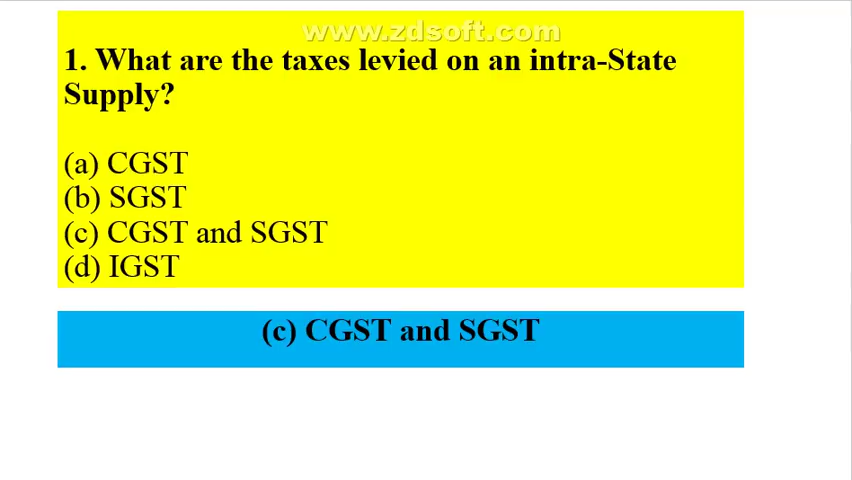 www.zdsoft.com
1. What are the taxes levied on an intra-State
Supply?
(a) CGST
(b) SGST
(c) CGST and SGST
(d) IGST
(c) CGST and SGST